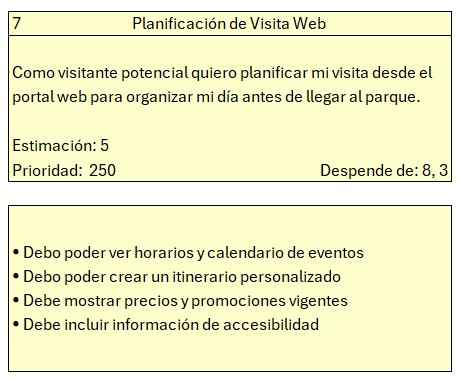 7 Planificación de Visita Web
Como visitante potencial quiero planificar mi visita desde el
portal web para organizar mi día antes de llegar al parque.
Estimación: 5
Prioridad: 250 Despende de: 8, 3
• Debo poder ver horarios y calendario de eventos
• Debo poder crear un itinerario personalizado
• Debe mostrar precios y promociones vigentes
• Debe incluir información de accesibilidad